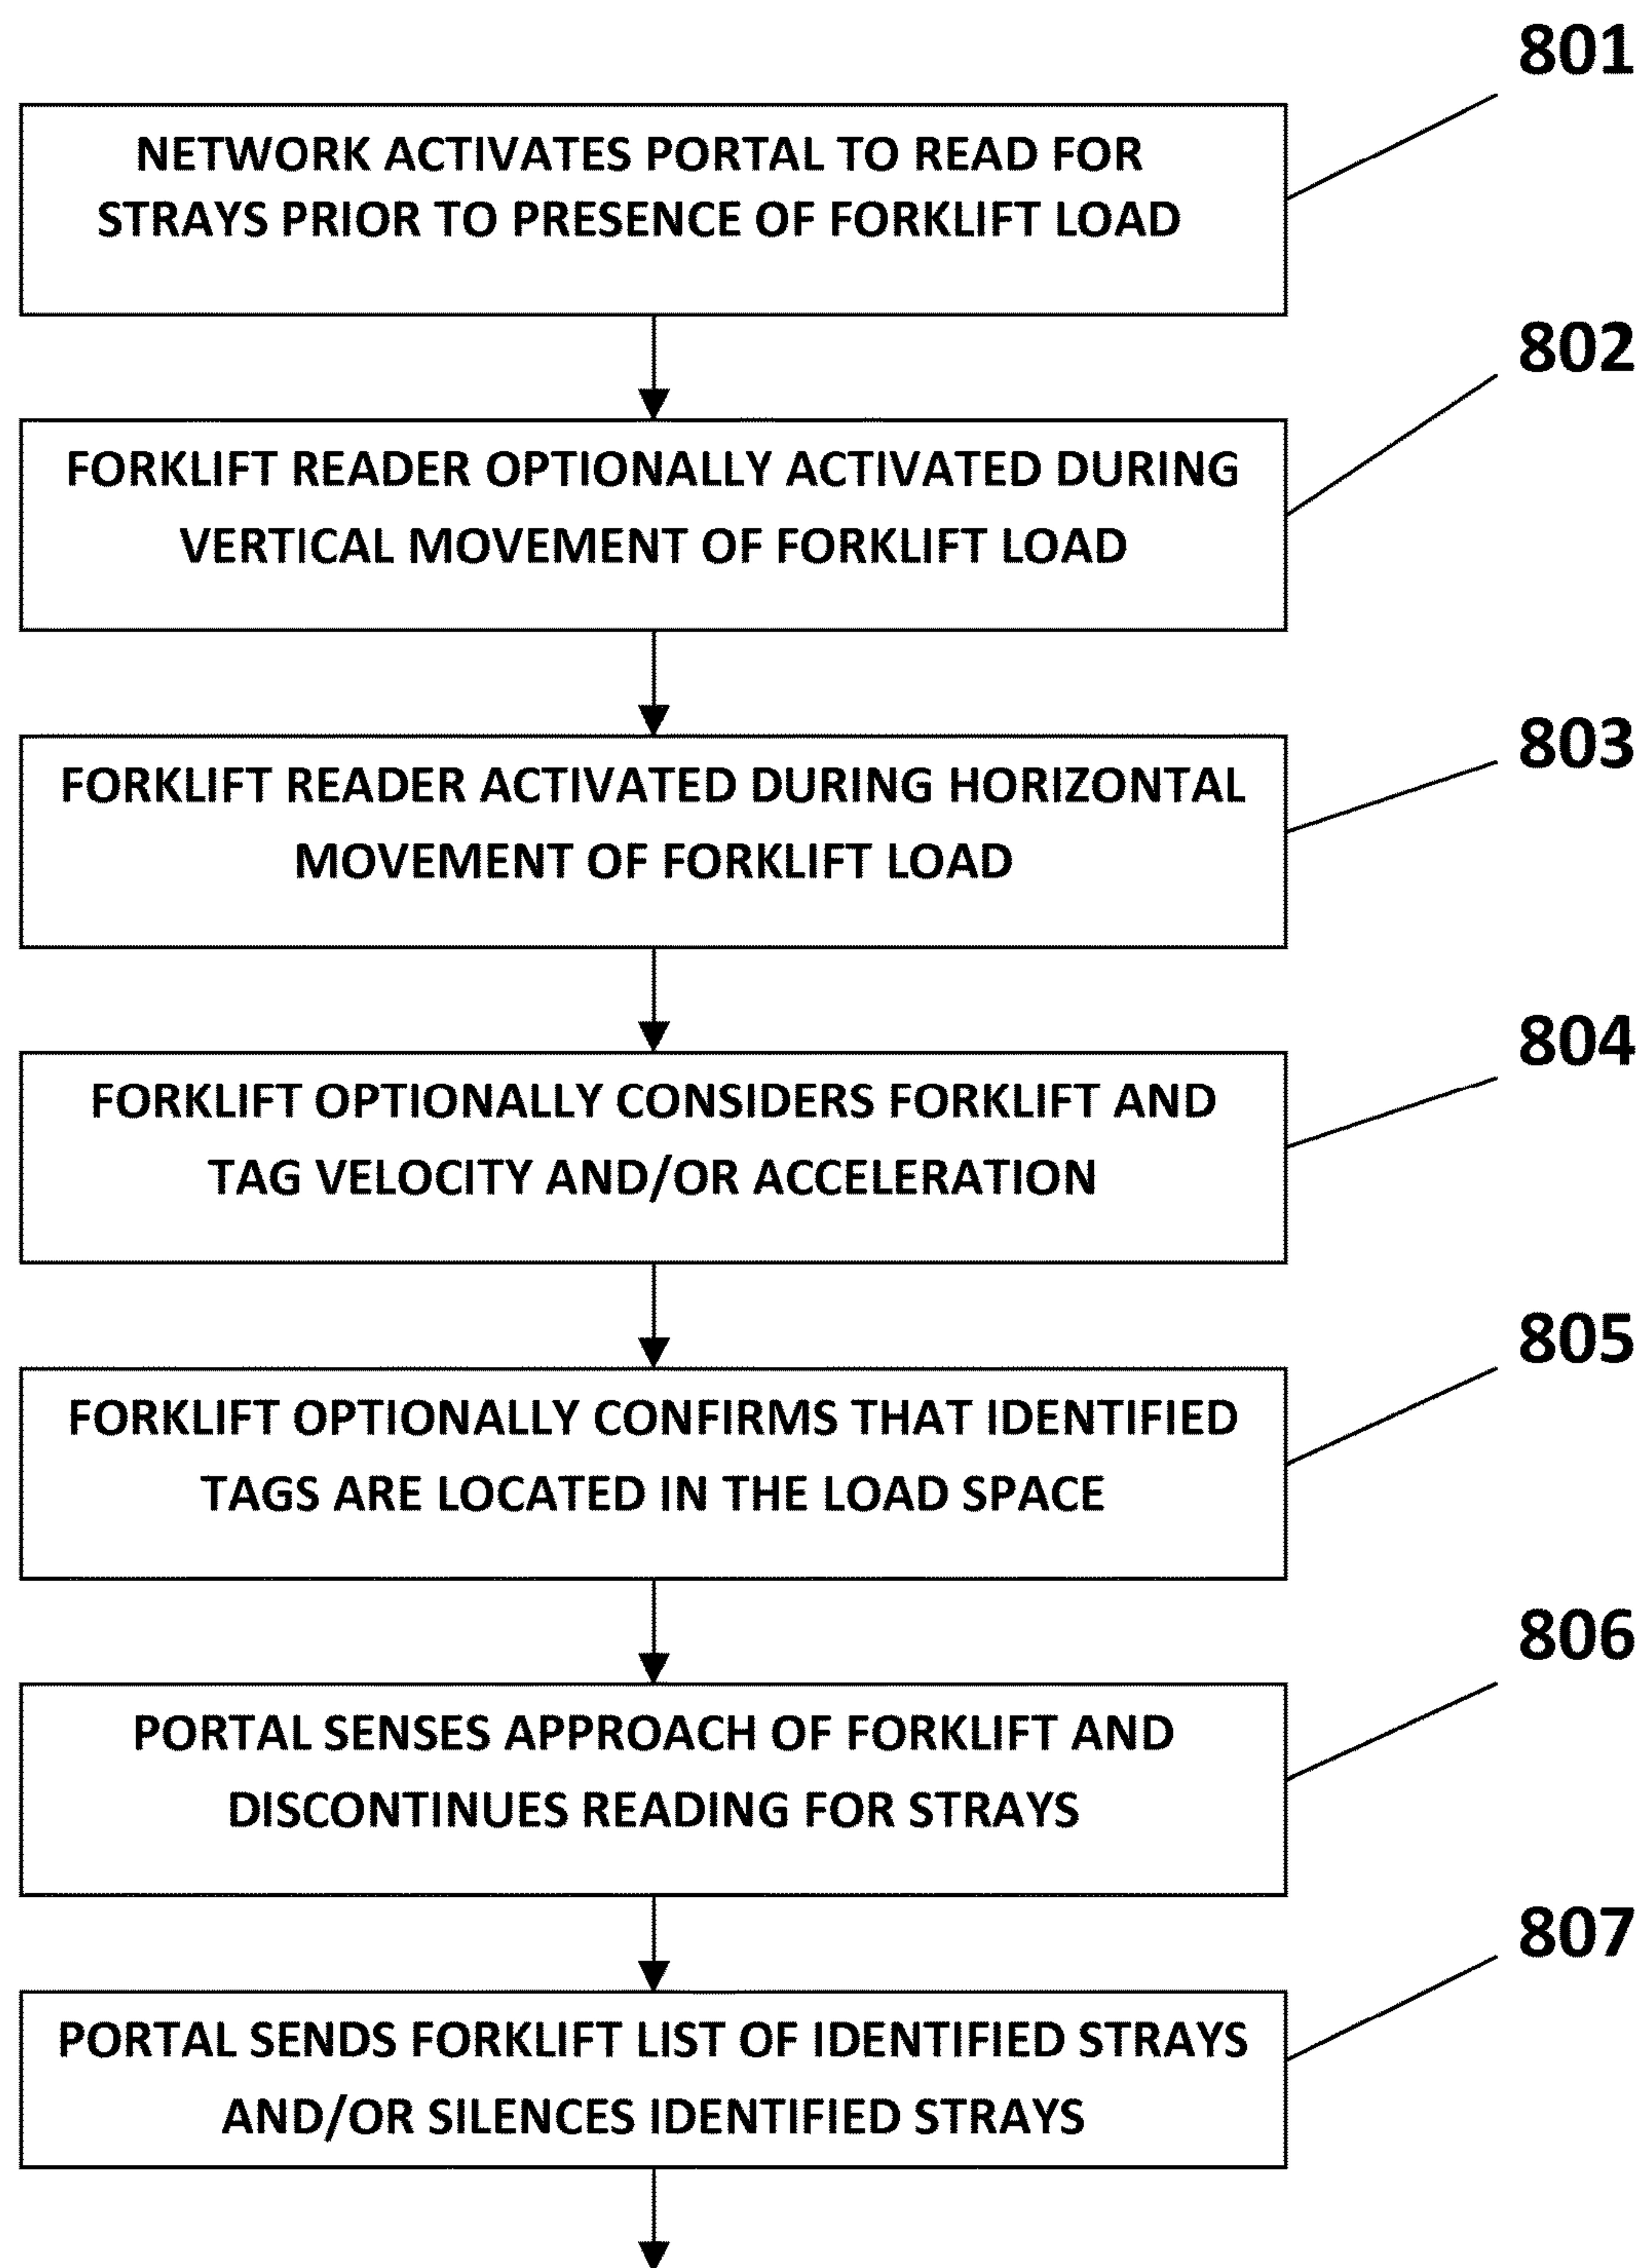 801
NETWORK ACTIVATES PORTAL TO READ FOR
STRAYS PRIOR TO PRESENCE OF FORKLIFT LOAD
802
FORKLIFT READER OPTIONALLY ACTIVATED DURING
VERTICAL MOVEMENT OF FORKLIFT LOAD
803
FORKLIFT READER ACTIVATED DURING HORIZONTAL
MOVEMENT OF FORKLIFT LOAD
804
FORKLIFT OPTIONALLY CONSIDERS FORKLIFT AND
TAG VELOCITY AND/OR ACCELERATION
805
FORKLIFT OPTIONALLY CONFIRMS THAT IDENTIFIED
TAGS ARE LOCATED IN THE LOAD SPACE
806
PORTAL SENSES APPROACH OF FORKLIFT AND
DISCONTINUES READING FOR STRAYS
807
PORTAL SENDS FORKLIFT LIST OF IDENTIFIED STRAYS
AND/OR SILENCES IDENTIFIED STRAYS